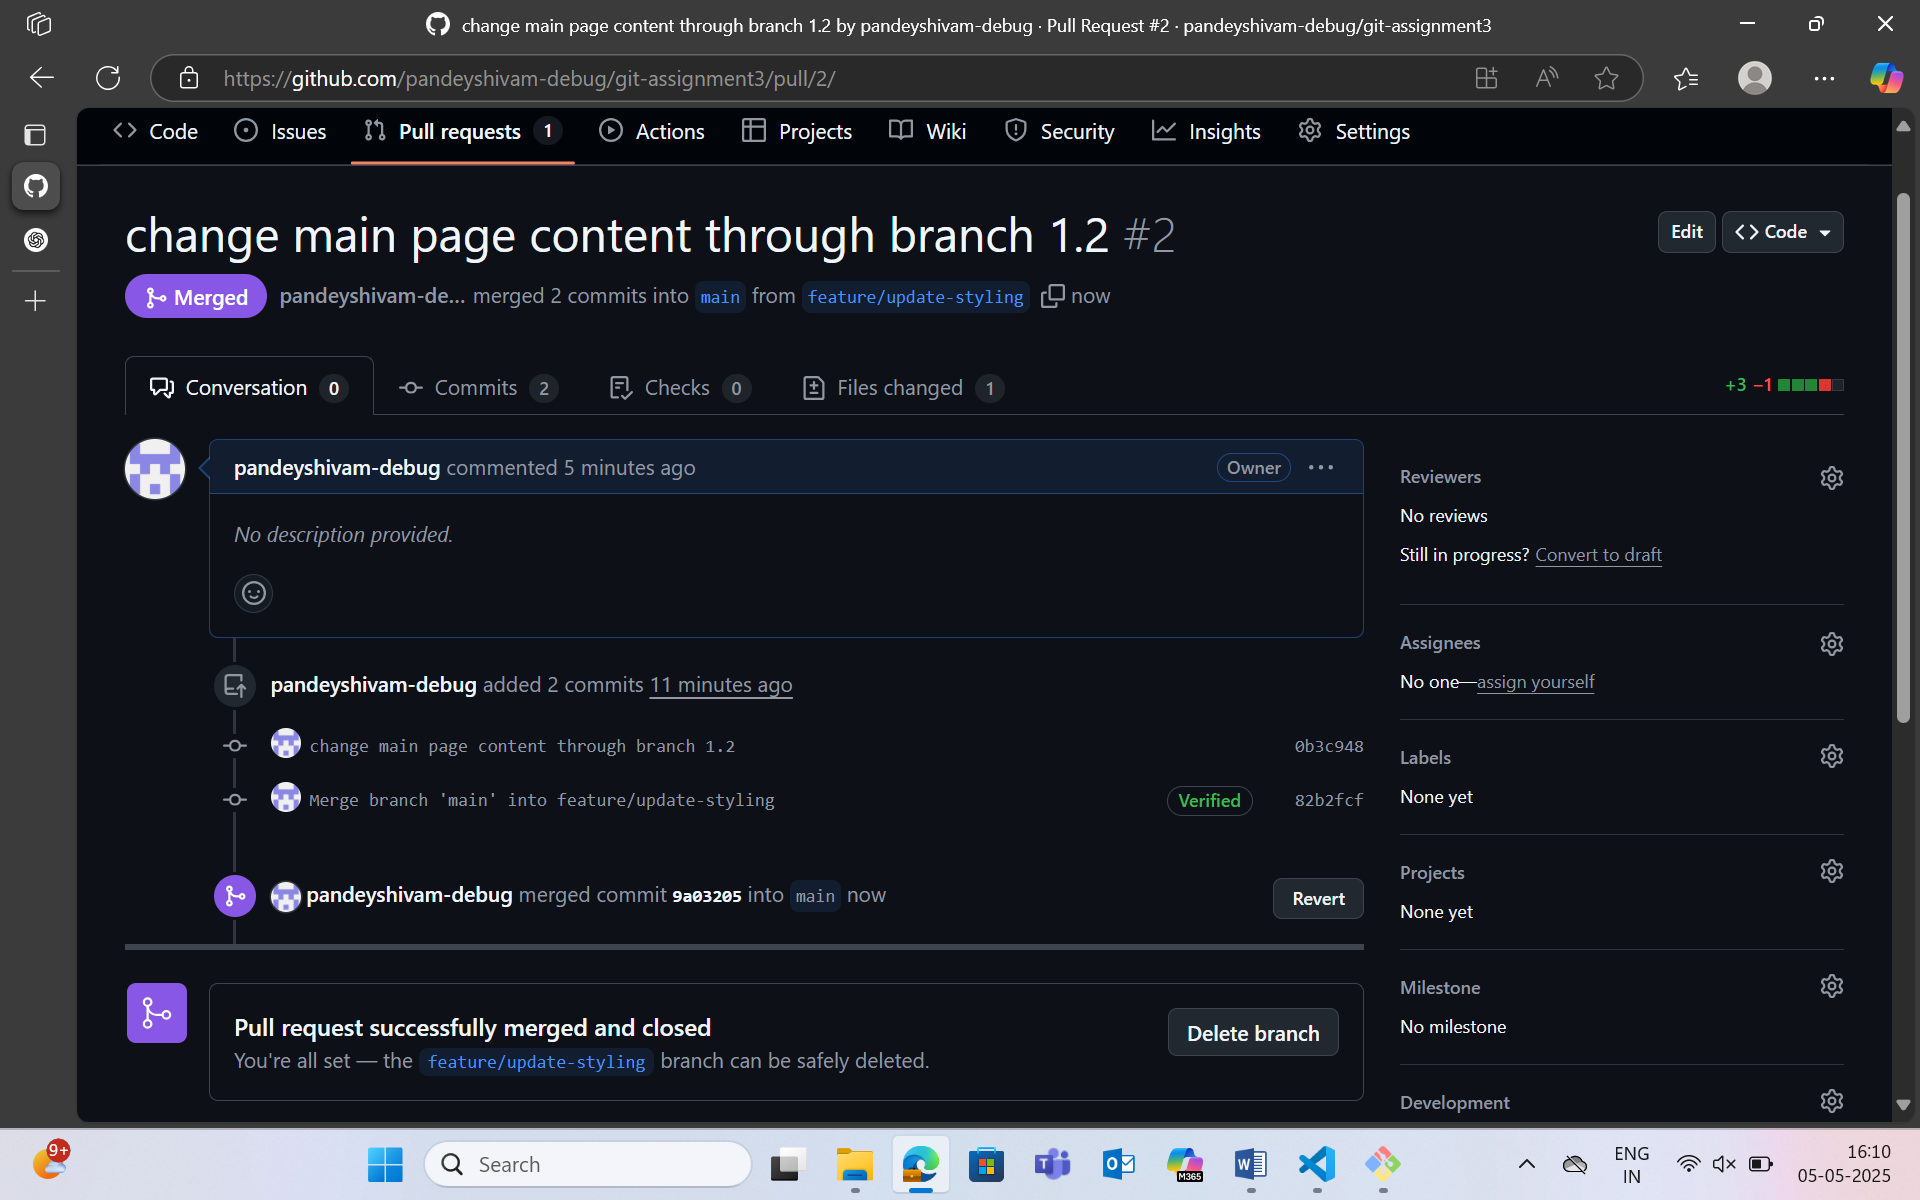 change main page content through branch 1.2 by pandeyshivam-debug · Pull Request #2 · pandeyshivam-debug/git-assignment3
https://github.com/pandeyshivam-debug/git-assignment3/pull/2/
Code Issues Pull requests 1 Actions Projects Wiki Security Insights Settings
change main page content through branch 1.2 #2
Edit Code
Merged pandeyshivam-de... merged 2 commits into main from feature/update-styling now
Conversation 0 Commits 2 Checks 0 Files changed 1
+3 −1
pandeyshivam-debug commented 5 minutes ago
Owner
No description provided.
pandeyshivam-debug added 2 commits 11 minutes ago
change main page content through branch 1.2 0b3c948
Merge branch 'main' into feature/update-styling Verified 82b2fcf
pandeyshivam-debug merged commit 9a03205 into main now
Revert
Pull request successfully merged and closed
You're all set — the feature/update-styling branch can be safely deleted.
Delete branch
Reviewers
No reviews
Still in progress? Convert to draft
Assignees
No one—assign yourself
Labels
None yet
Projects
None yet
Milestone
No milestone
Development
9+
Search
M365
ENG
IN
16:10
05-05-2025